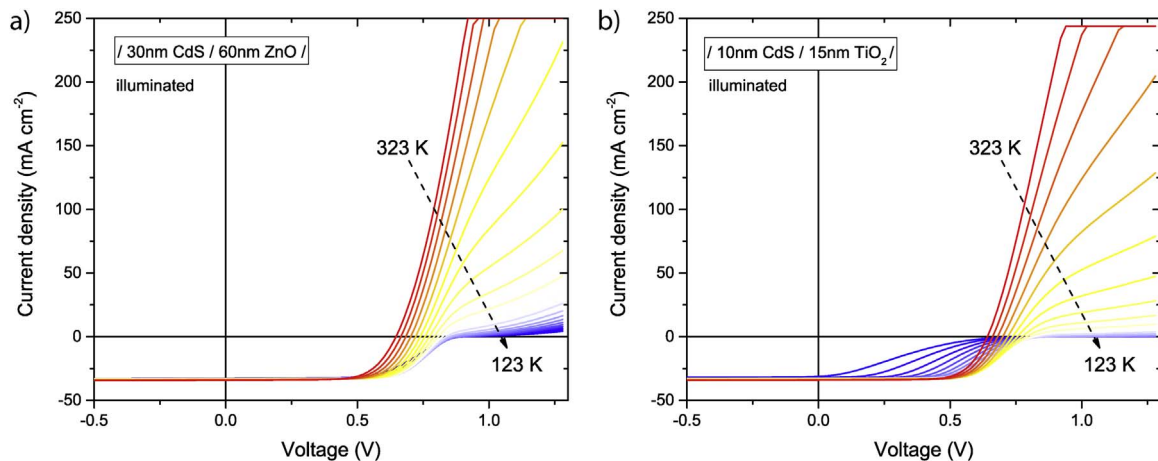 a)
/ 30nm CdS / 60nm ZnO /
illuminated
323 K
123 K
250
200
150
100
50
0
-50
-0.5
0.0
0.5
1.0
Current density (mA cm⁻²)
Voltage (V)
b)
/ 10nm CdS / 15nm TiO₂/
illuminated
323 K
123 K
250
200
150
100
50
0
-50
-0.5
0.0
0.5
1.0
Current density (mA cm⁻²)
Voltage (V)